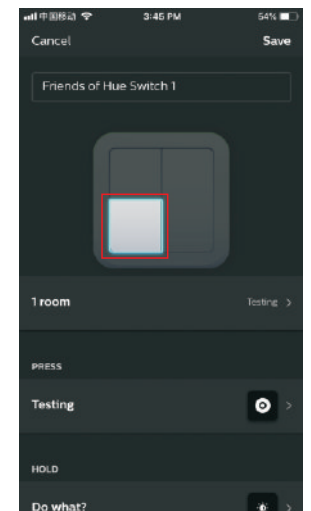 中国移动 3:45 PM 54%
Cancel Save
Friends of Hue Switch 1
1 room Testing
PRESS
Testing
HOLD
Do what?